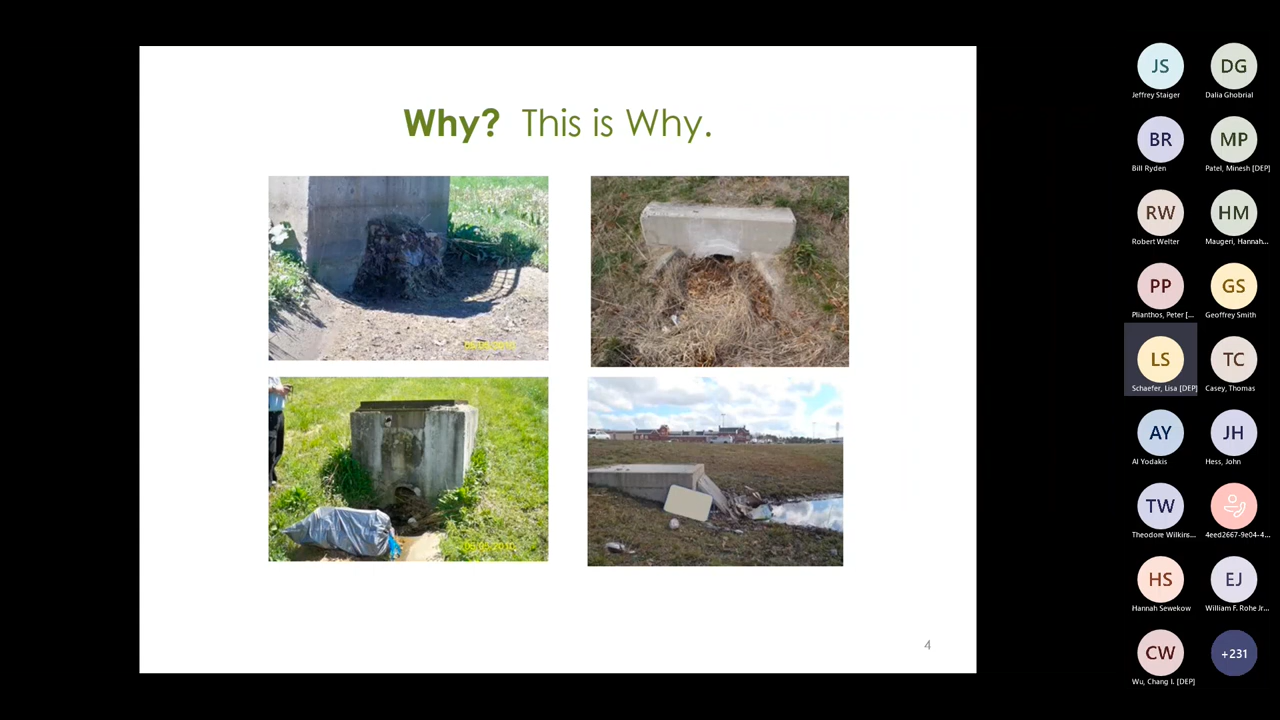 Why? This is Why.
4
JS
DG
Jeffrey Staiger
Dalia Ghobrial
BR
MP
Bill Ryden
Patel, Minesh [DEP]
RW
HM
Robert Welter
Maugeri, Hannah...
PP
GS
Plianthos, Peter [...
Geoffrey Smith
LS
TC
Schaefer, Lisa [DEP]
Casey, Thomas
AY
JH
Al Yodakis
Hess, John
TW
Theodore Wilkins...
4eed2667-9e04-4...
HS
EJ
Hannah Sewekow
William F. Rohe Jr...
CW
+231
Wu, Chang I. [DEP]